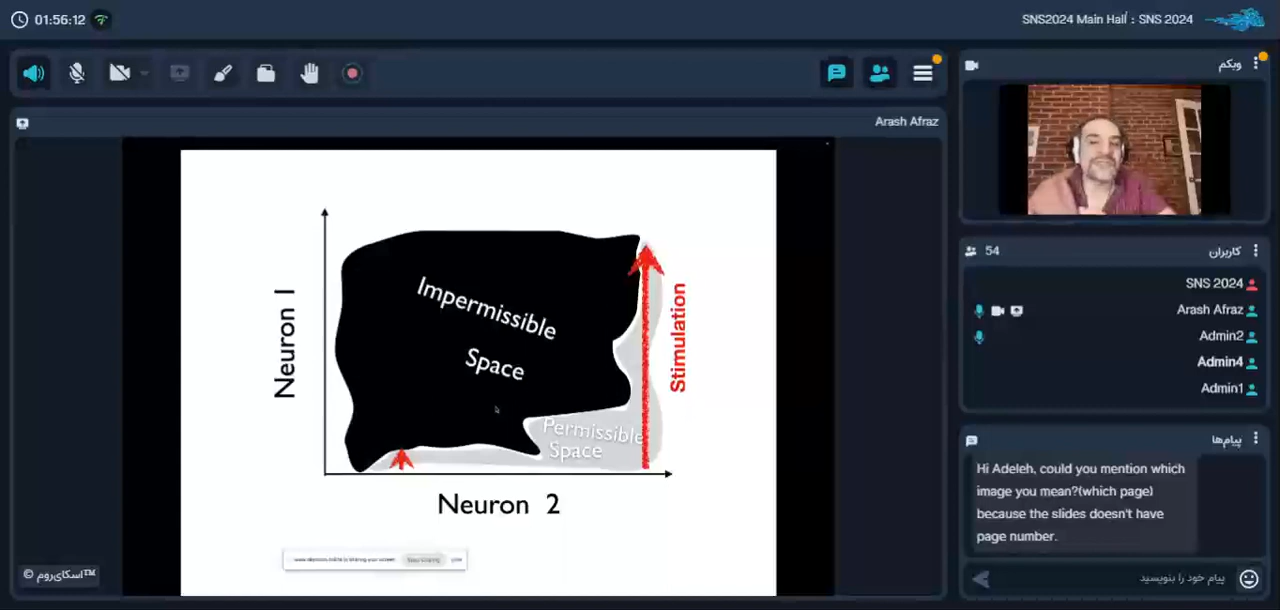 01:56:12
SNS2024 Main Hall : SNS 2024
Arash Afraz
Neuron 1
Impermissible
Space
Permissible
Space
Stimulation
Neuron 2
Stop sharing
اسکای‌روم™ ©
وبکم
کاربران
54
SNS 2024
Arash Afraz
Admin2
Admin4
Admin1
پیام‌ها
Hi Adeleh, could you mention which
image you mean?(which page)
because the slides doesn't have
page number.
پیام خود را بنویسید